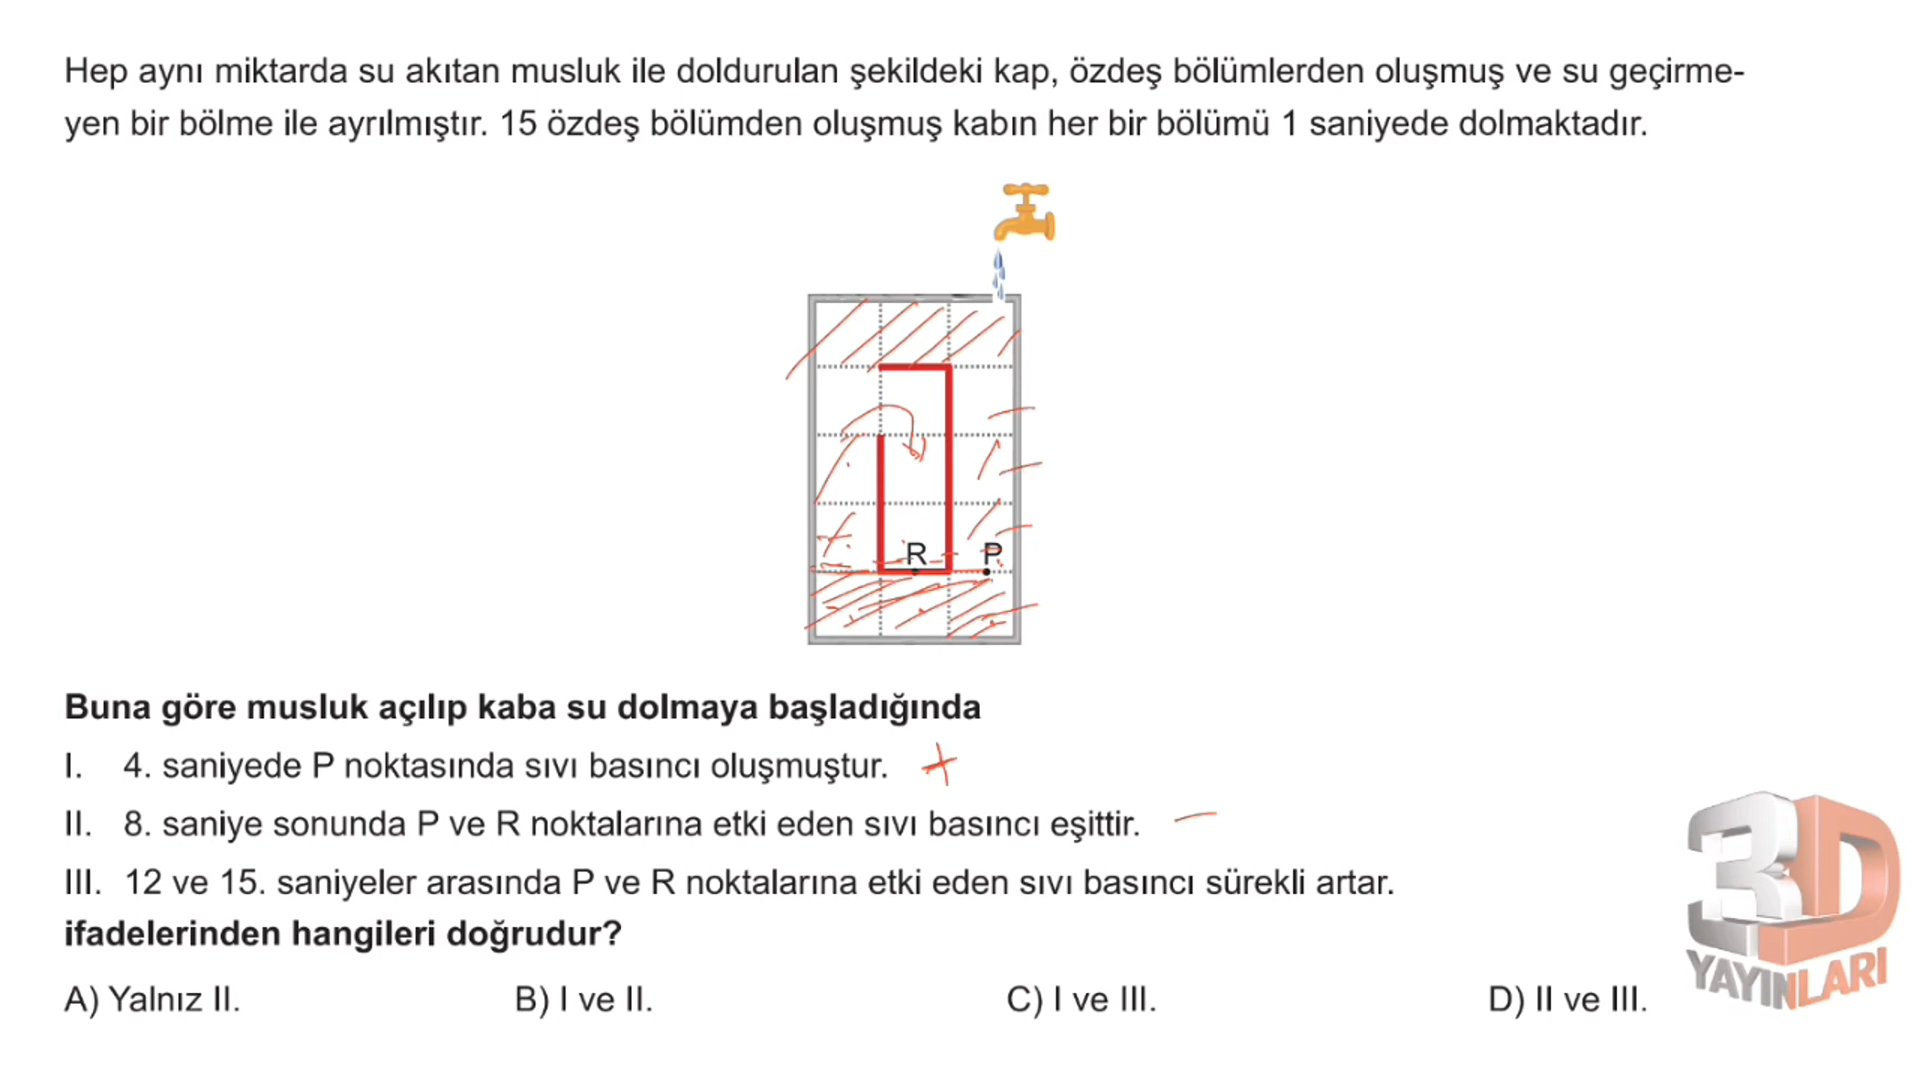 Hep aynı miktarda su akıtan musluk ile doldurulan şekildeki kap, özdeş bölümlerden oluşmuş ve su geçirme-
yen bir bölme ile ayrılmıştır. 15 özdeş bölümden oluşmuş kabın her bir bölümü 1 saniyede dolmaktadır.
R P
Buna göre musluk açılıp kaba su dolmaya başladığında
I. 4. saniyede P noktasında sıvı basıncı oluşmuştur. +
II. 8. saniye sonunda P ve R noktalarına etki eden sıvı basıncı eşittir. –
III. 12 ve 15. saniyeler arasında P ve R noktalarına etki eden sıvı basıncı sürekli artar.
ifadelerinden hangileri doğrudur?
A) Yalnız II. B) I ve II. C) I ve III. D) II ve III.
3D
YAYINLARI